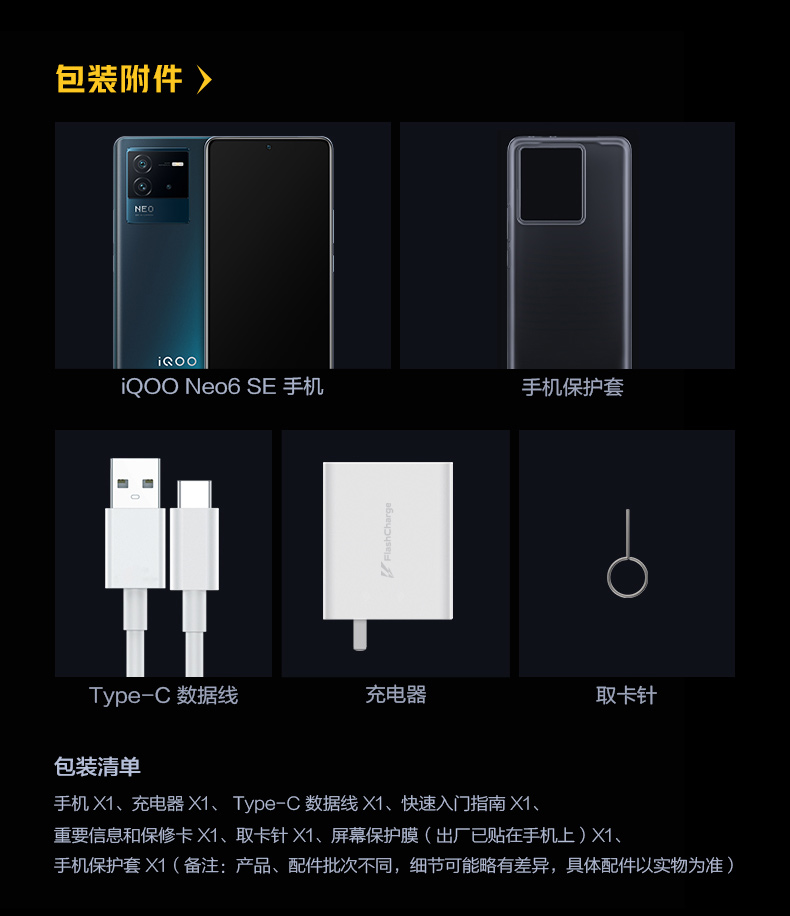 包装附件
NEO
iQOO
iQOO Neo6 SE 手机
手机保护套
FlashCharge
Type-C 数据线
充电器
取卡针
包装清单
手机 X1、充电器 X1、 Type-C 数据线 X1、快速入门指南 X1、
重要信息和保修卡 X1、取卡针 X1、屏幕保护膜（出厂已贴在手机上）X1、
手机保护套 X1（备注：产品、配件批次不同，细节可能略有差异，具体配件以实物为准）